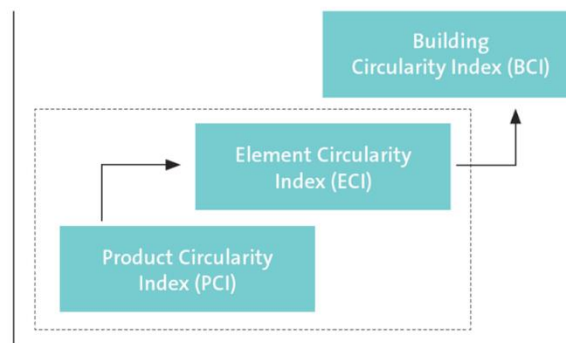 Building
Circularity Index (BCI)
Element Circularity
Index (ECI)
Product Circularity
Index (PCI)